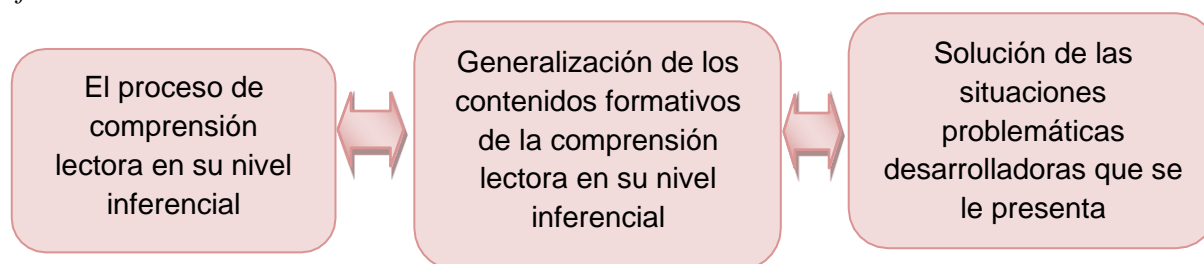 El proceso de
comprensión
lectora en su nivel
inferencial
Generalización de los
contenidos formativos
de la comprensión
lectora en su nivel
inferencial
Solución de las
situaciones
problemáticas
desarrolladoras que se
le presenta